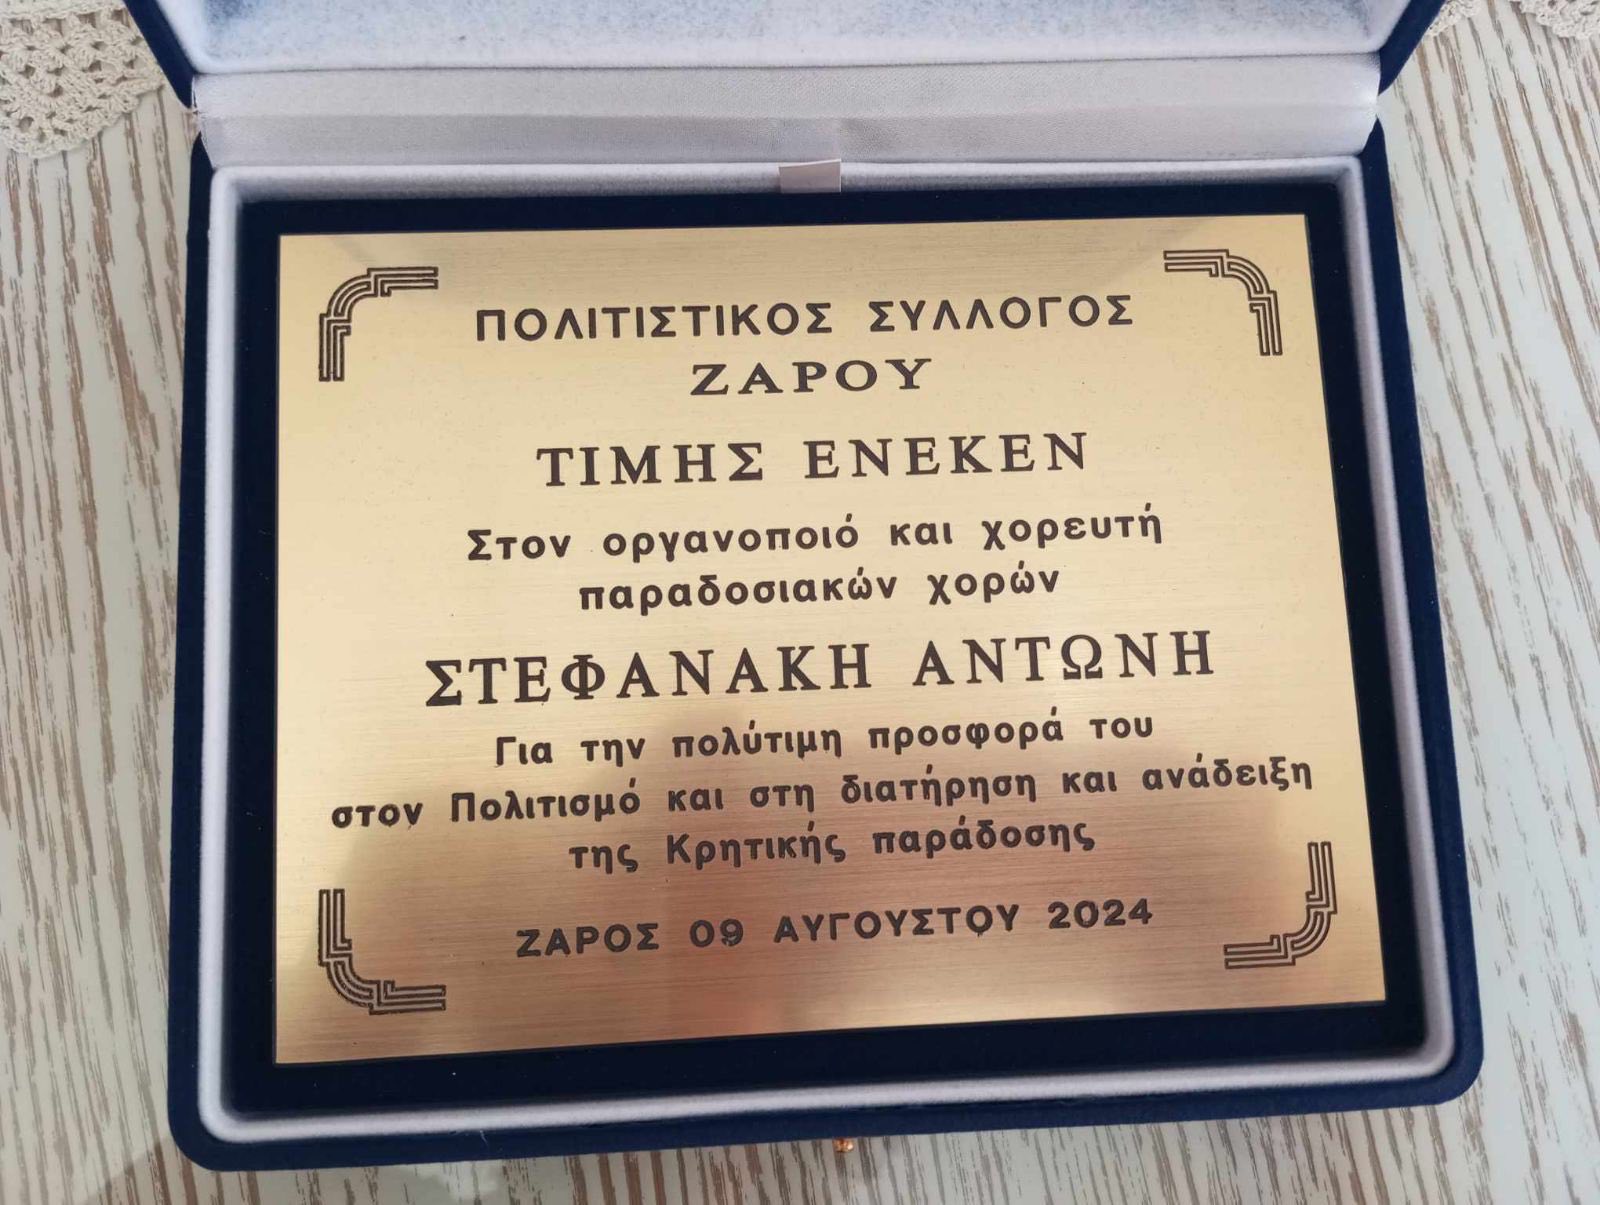 ΠΟΛΙΤΙΣΤΙΚΟΣ ΣΥΛΛΟΓΟΣ
ΖΑΡΟΥ
ΤΙΜΗΣ ΕΝΕΚΕΝ
Στον οργανοποιό και χορευτή
παραδοσιακών χορών
ΣΤΕΦΑΝΑΚΗ ΑΝΤΩΝΗ
Για την πολύτιμη προσφορά του
στον Πολιτισμό και στη διατήρηση και ανάδειξη
της Κρητικής παράδοσης
ΖΑΡΟΣ 09 ΑΥΓΟΥΣΤΟΥ 2024